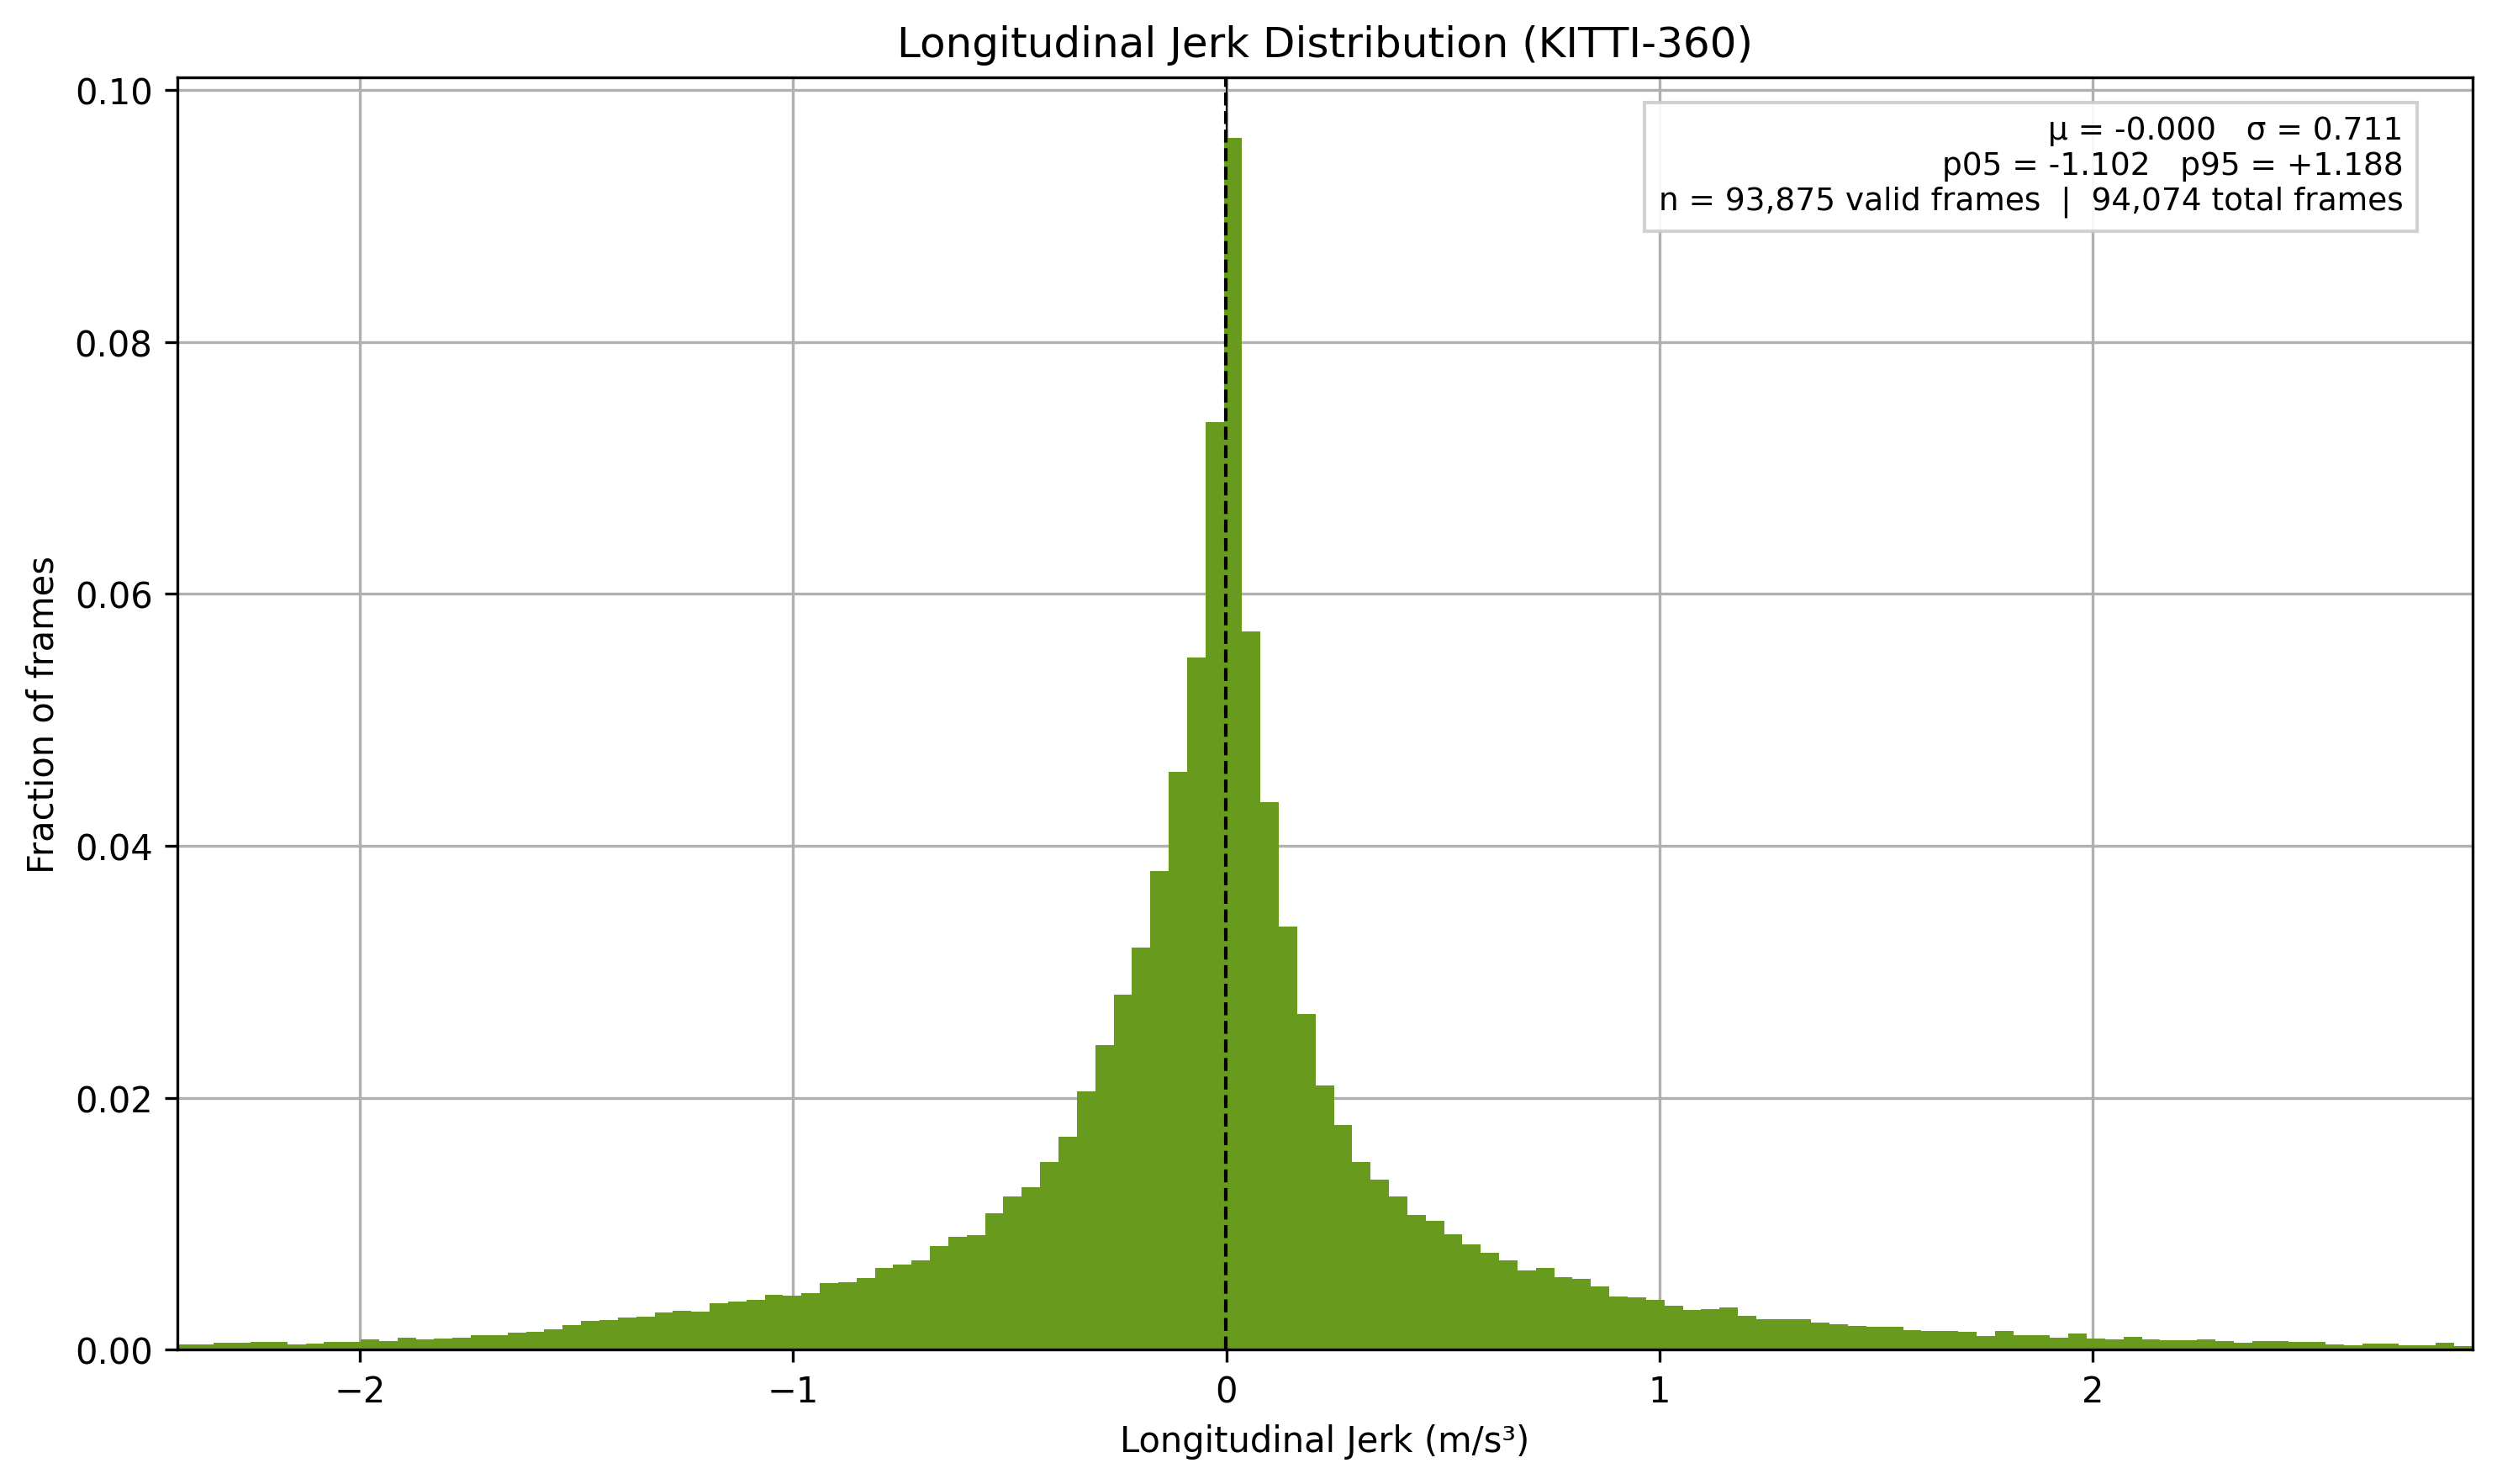 Longitudinal Jerk Distribution (KITTI-360)
μ = -0.000   σ = 0.711
p05 = -1.102   p95 = +1.188
n = 93,875 valid frames  |  94,074 total frames
0.10
0.08
0.06
0.04
0.02
0.00
Fraction of frames
−2
−1
0
1
2
Longitudinal Jerk (m/s³)